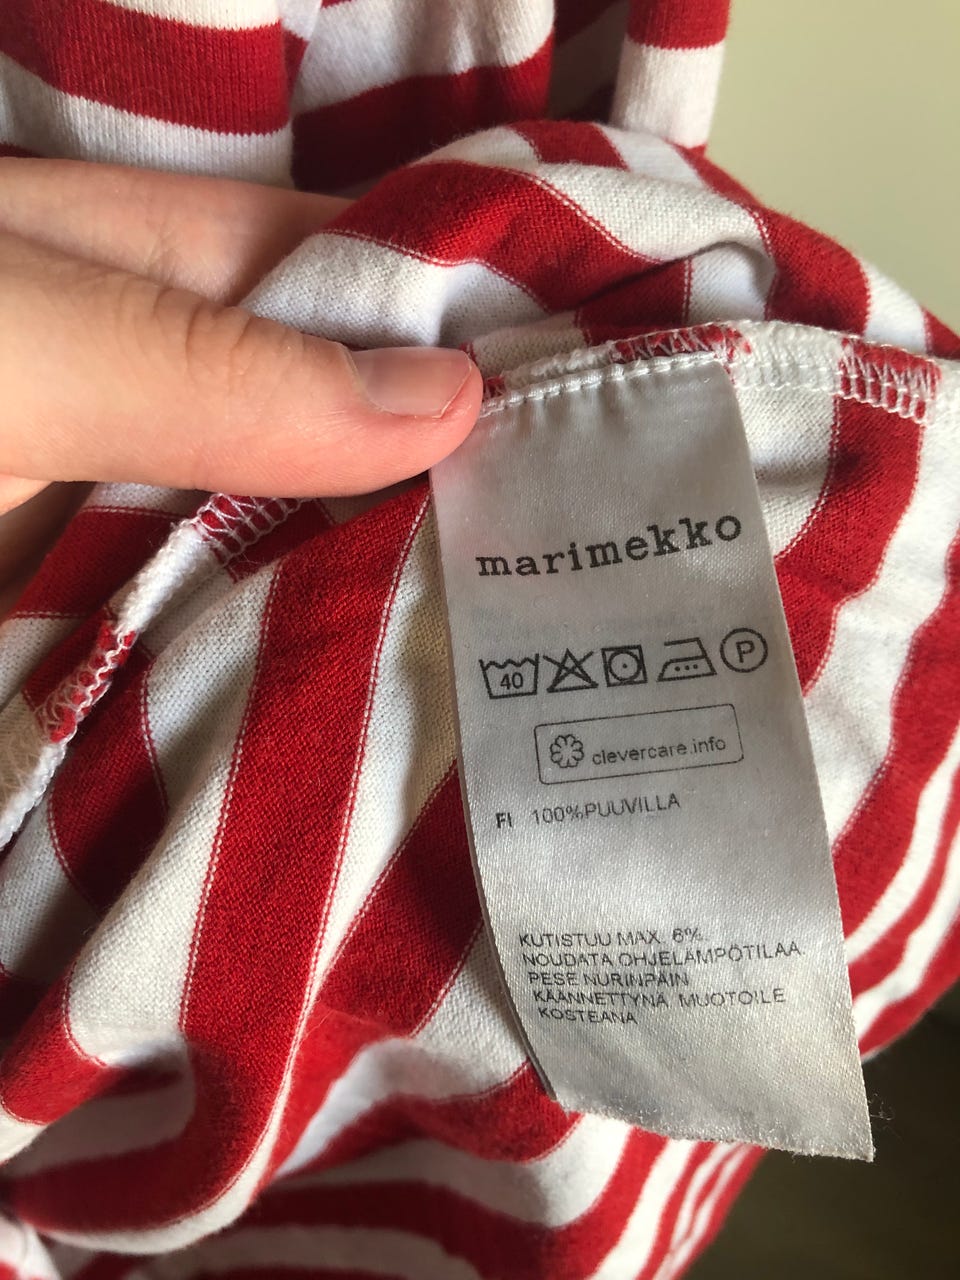 marimekko
40 P
clevercare.info
FI 100%PUUVILLA
KUTISTUU MAX. 6%.
NOUDATA OHJELÄMPÖTILAA.
PESE NURINPÄIN
KÄÄNNETTYNÄ. MUOTOILE
KOSTEANA